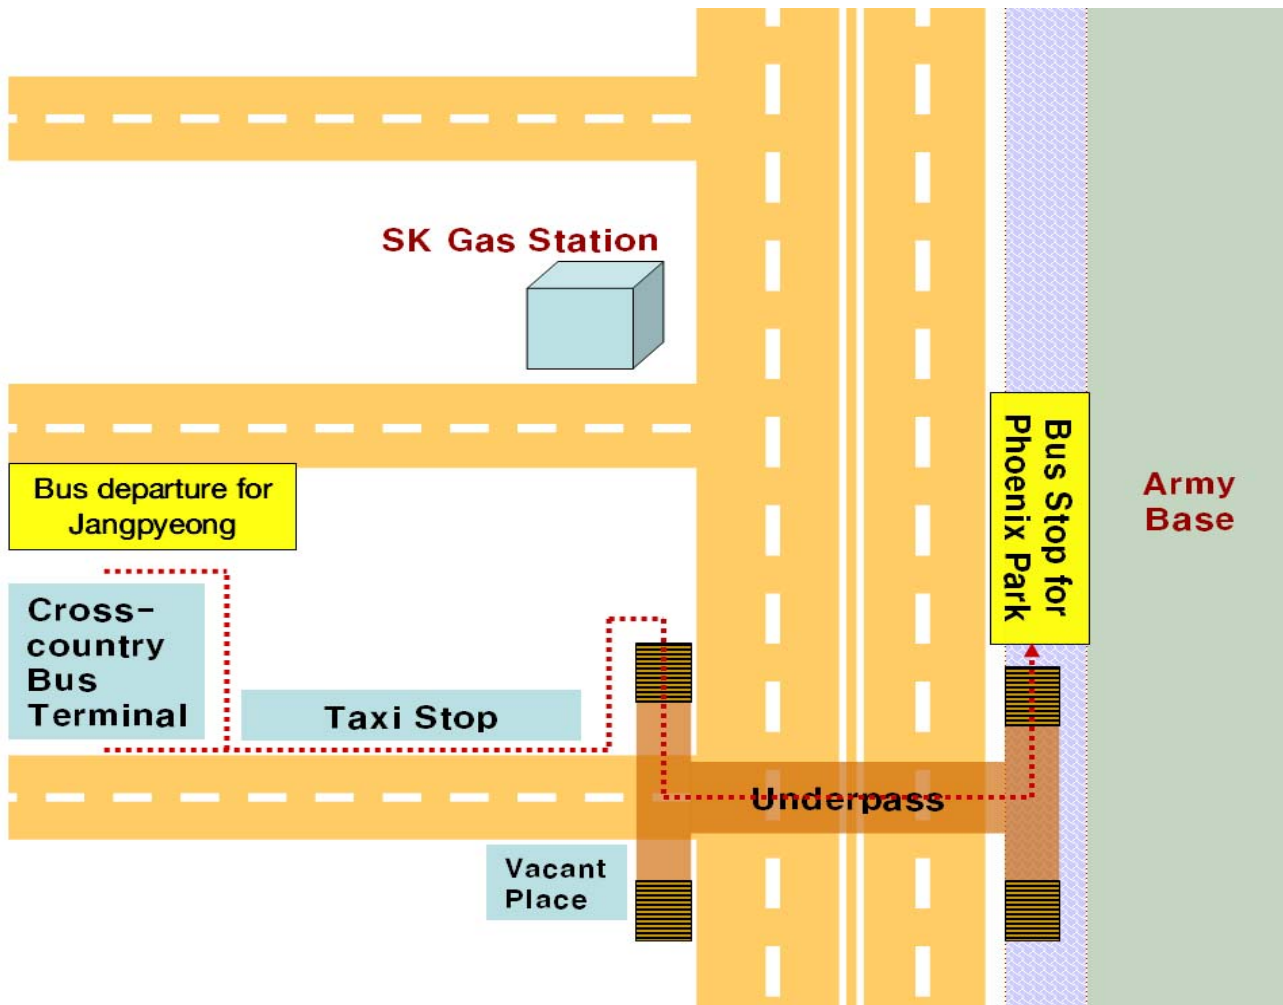 SK Gas Station
Bus departure for
Jangpyeong
Bus Stop for
Phoenix Park
Army
Base
Cross-
country
Bus
Terminal
Taxi Stop
Underpass
Vacant
Place